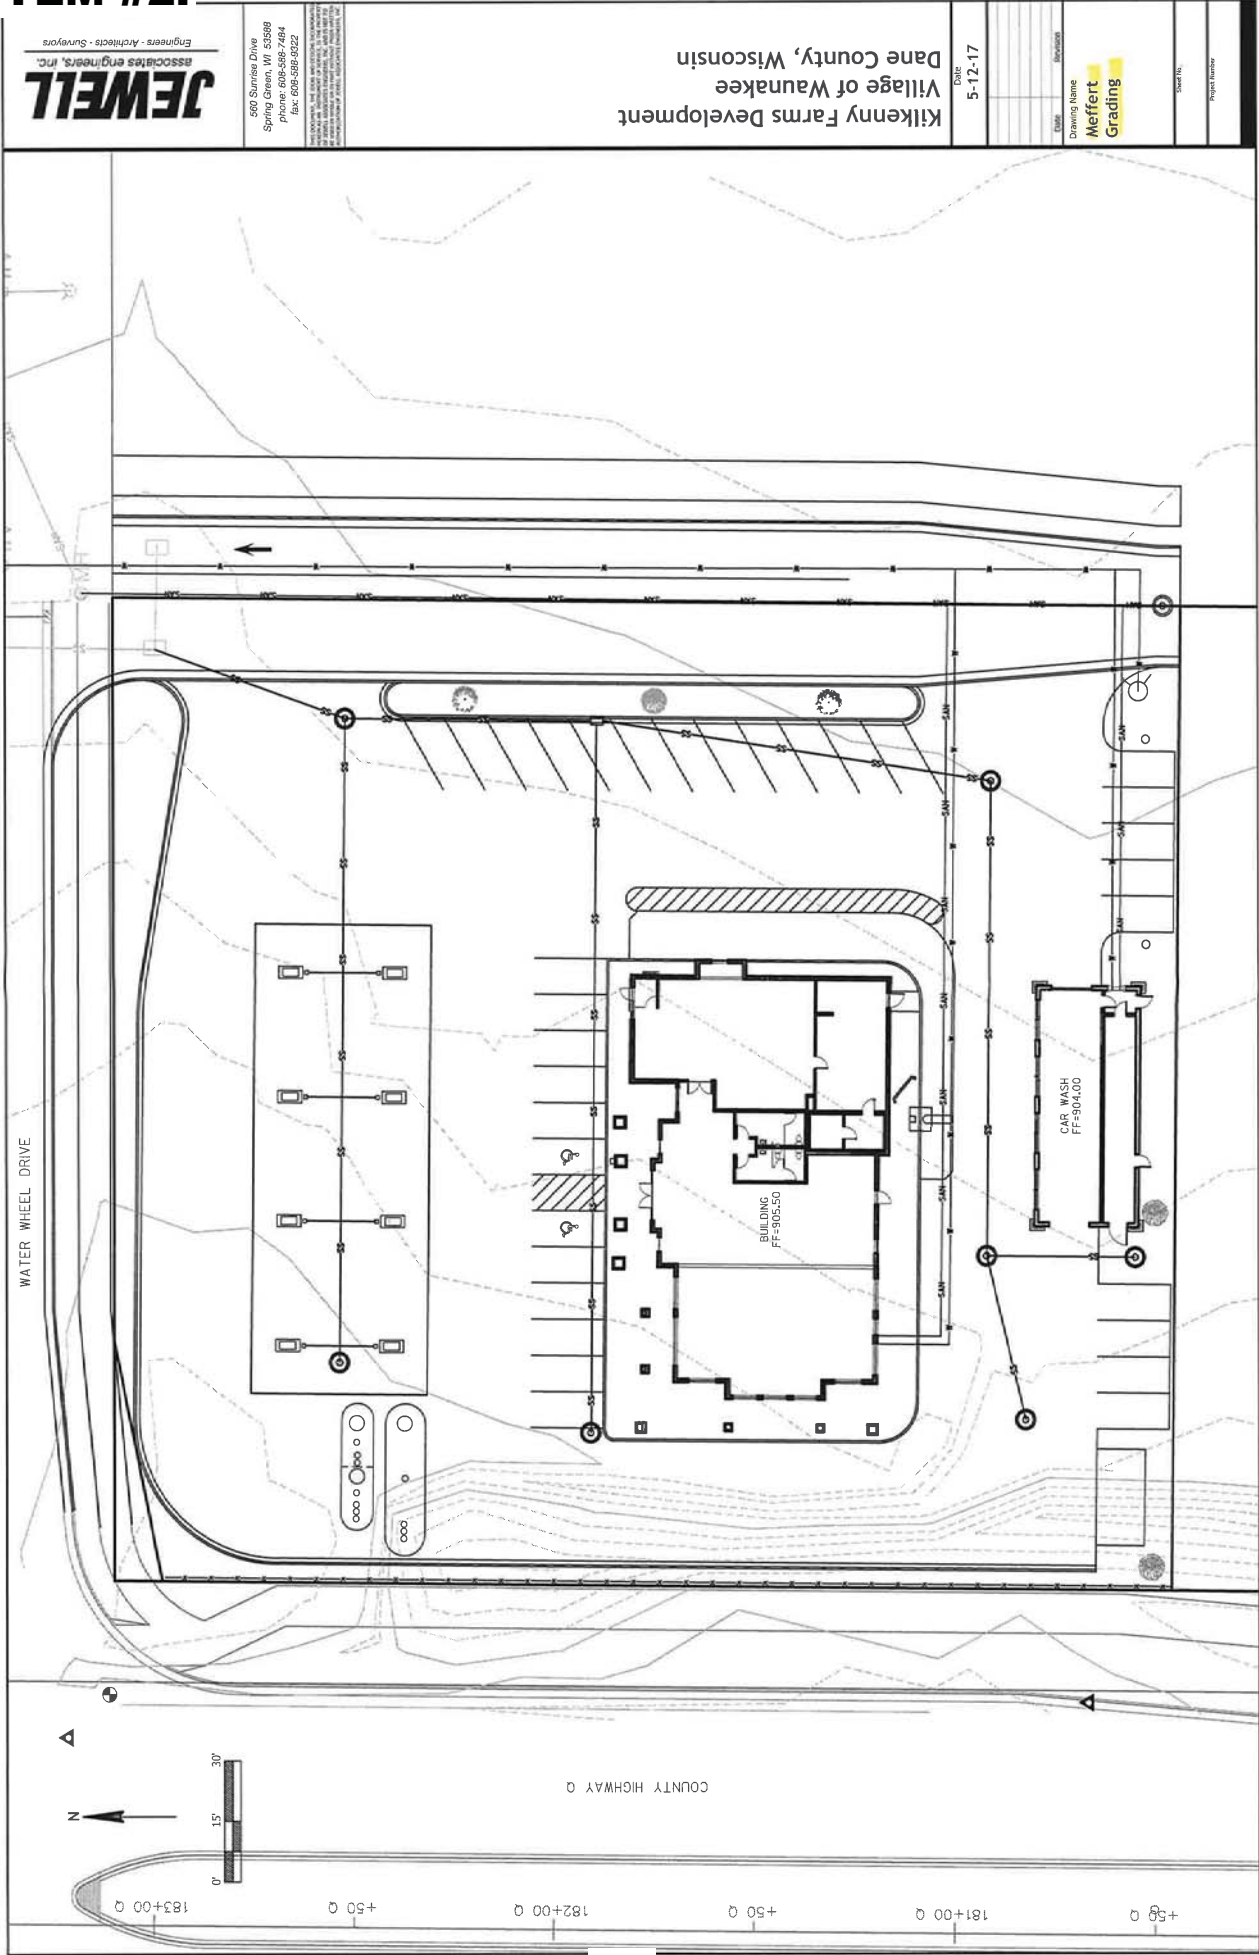 JEWELL
associates engineers, inc.
Engineers - Architects - Surveyors
560 Sunrise Drive
Spring Green, WI 53588
phone: 608-588-7484
fax: 608-588-9322
Kilkenny Farms Development
Village of Waunakee
Dane County, Wisconsin
Date
5-12-17
Date Revision
Drawing Name
Meffert
Grading
Sheet No.
Project Number
WATER WHEEL DRIVE
BUILDING
FF=905.50
CAR WASH
FF=904.00
COUNTY HIGHWAY Q
N
0' 15' 30'
183+00 Q
+50 Q
182+00 Q
+50 Q
181+00 Q
+50 Q
SS
SAN
W